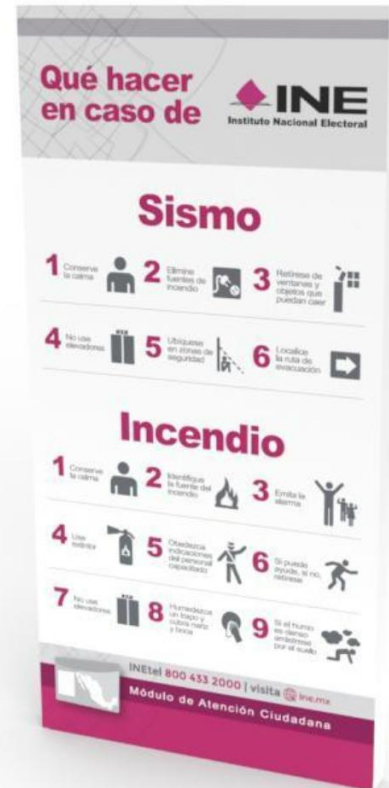 Qué hacer
en caso de
INE
Instituto Nacional Electoral
Sismo
1 Conserve
la calma
2 Elimine
fuentes de
incendio
3 Retírese de
ventanas y
objetos que
puedan caer
4 No use
elevadores
5 Ubíquese
en zonas de
seguridad
6 Localice
la ruta de
evacuación
Incendio
1 Conserve
la calma
2 Identifique
la fuente del
incendio
3 Emita la
alarma
4 Use
extintor
5 Obedezca
indicaciones
del personal
capacitado
6 Si puede
ayude, si no,
retírese
7 No use
elevadores
8 Humedezca
un trapo y
cubra nariz
y boca
9 Si el humo
es denso
arrástrese
por el suelo
INEtel 800 433 2000 | visita ine.mx
Módulo de Atención Ciudadana